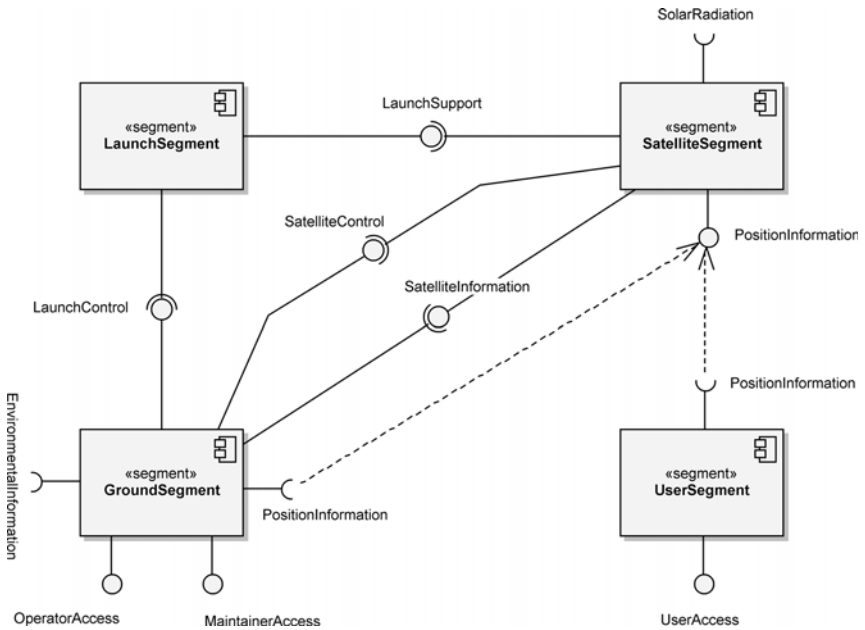 SolarRadiation
LaunchSupport
«segment»
LaunchSegment
«segment»
SatelliteSegment
SatelliteControl
PositionInformation
SatelliteInformation
LaunchControl
PositionInformation
EnvironmentalInformation
«segment»
GroundSegment
PositionInformation
«segment»
UserSegment
OperatorAccess
MaintainerAccess
UserAccess